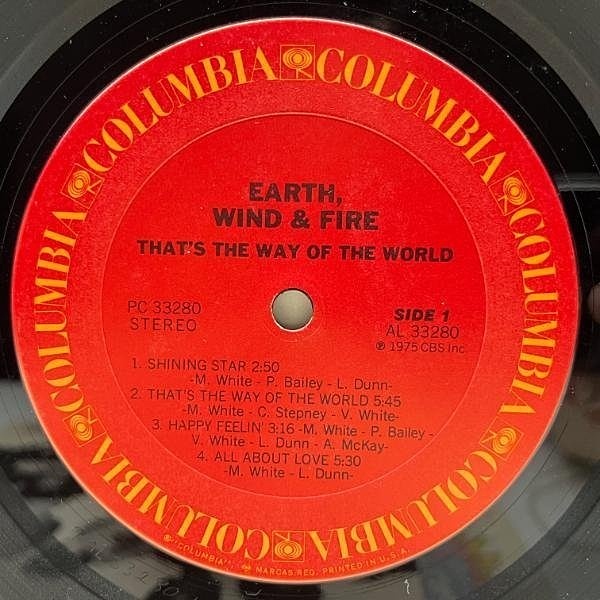 COLUMBIA COLUMBIA COLUMBIA COLUMBIA COLUMBIA COLUMBIA COLUMBIA
EARTH,
WIND & FIRE
THAT'S THE WAY OF THE WORLD
PC 33280
STEREO
SIDE 1
AL 33280
℗ 1975 CBS Inc.
1. SHINING STAR 2:50
-M. White - P. Bailey - L. Dunn-
2. THAT'S THE WAY OF THE WORLD 5:45
-M. White - C. Stepney - V. White-
3. HAPPY FEELIN' 3:16 -M. White - P. Bailey -
V. White - L. Dunn - A. McKay-
4. ALL ABOUT LOVE 5:30
-M. White - L. Dunn-
® "COLUMBIA", MARCAS REG. PRINTED IN U.S.A.